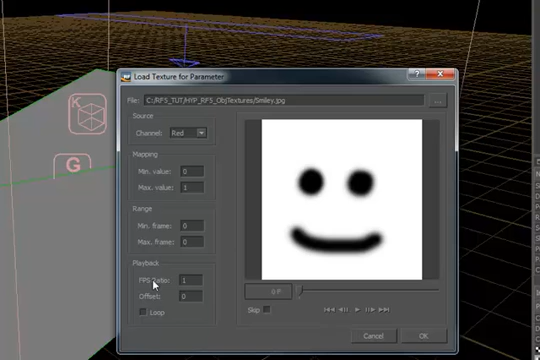 Load Texture for Parameter
File: C:/RF5_TUT/HYP_RF5_ObjTextures/Smiley.jpg ...
Source
Channel: Red
Mapping
Min. value: 0
Max. value: 1
Range
Min. frame: 0
Max. frame: 0
Playback
FPS Ratio: 1
Offset: 0
Loop
0 F
Skip
Cancel OK
K
G